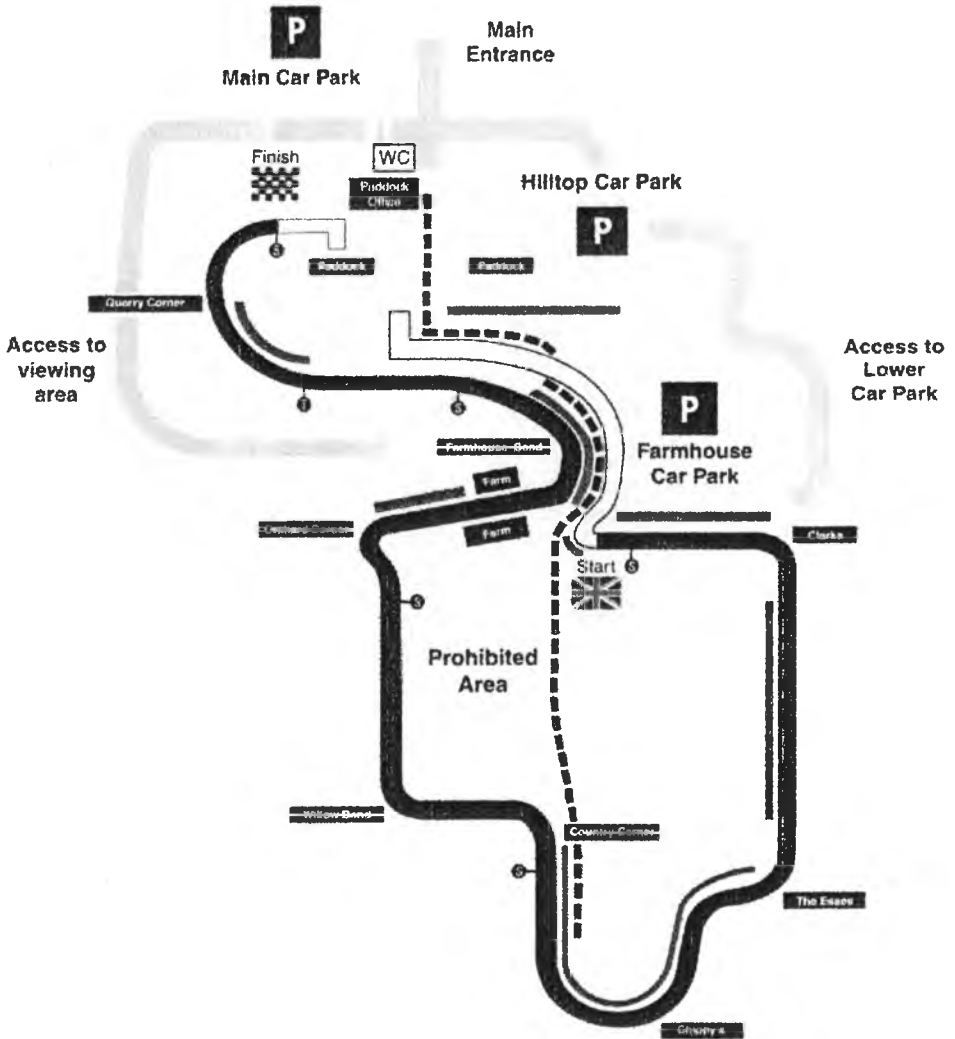 P
Main
Entrance
Main Car Park
Finish
WC
Paddock
Office
Hilltop Car Park
P
Paddock
Paddock
Quarry Corner
Access to
viewing
area
Access to
Lower
Car Park
S
T
S
P
Farmhouse Bend
Farmhouse
Car Park
Farm
Farm
Orchard Corner
Clarks
Start
S
S
Prohibited
Area
Willow Bend
Country Corner
S
The Esses
Chippy's